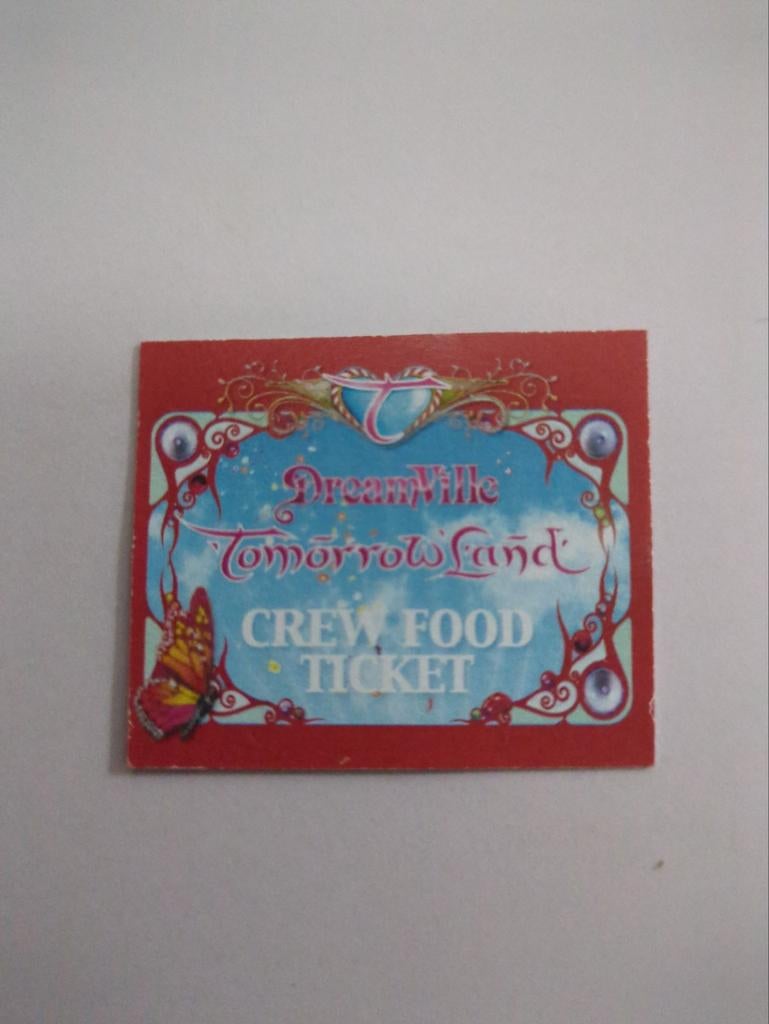 T
DreamVille
TomorrowLand
CREW FOOD
TICKET